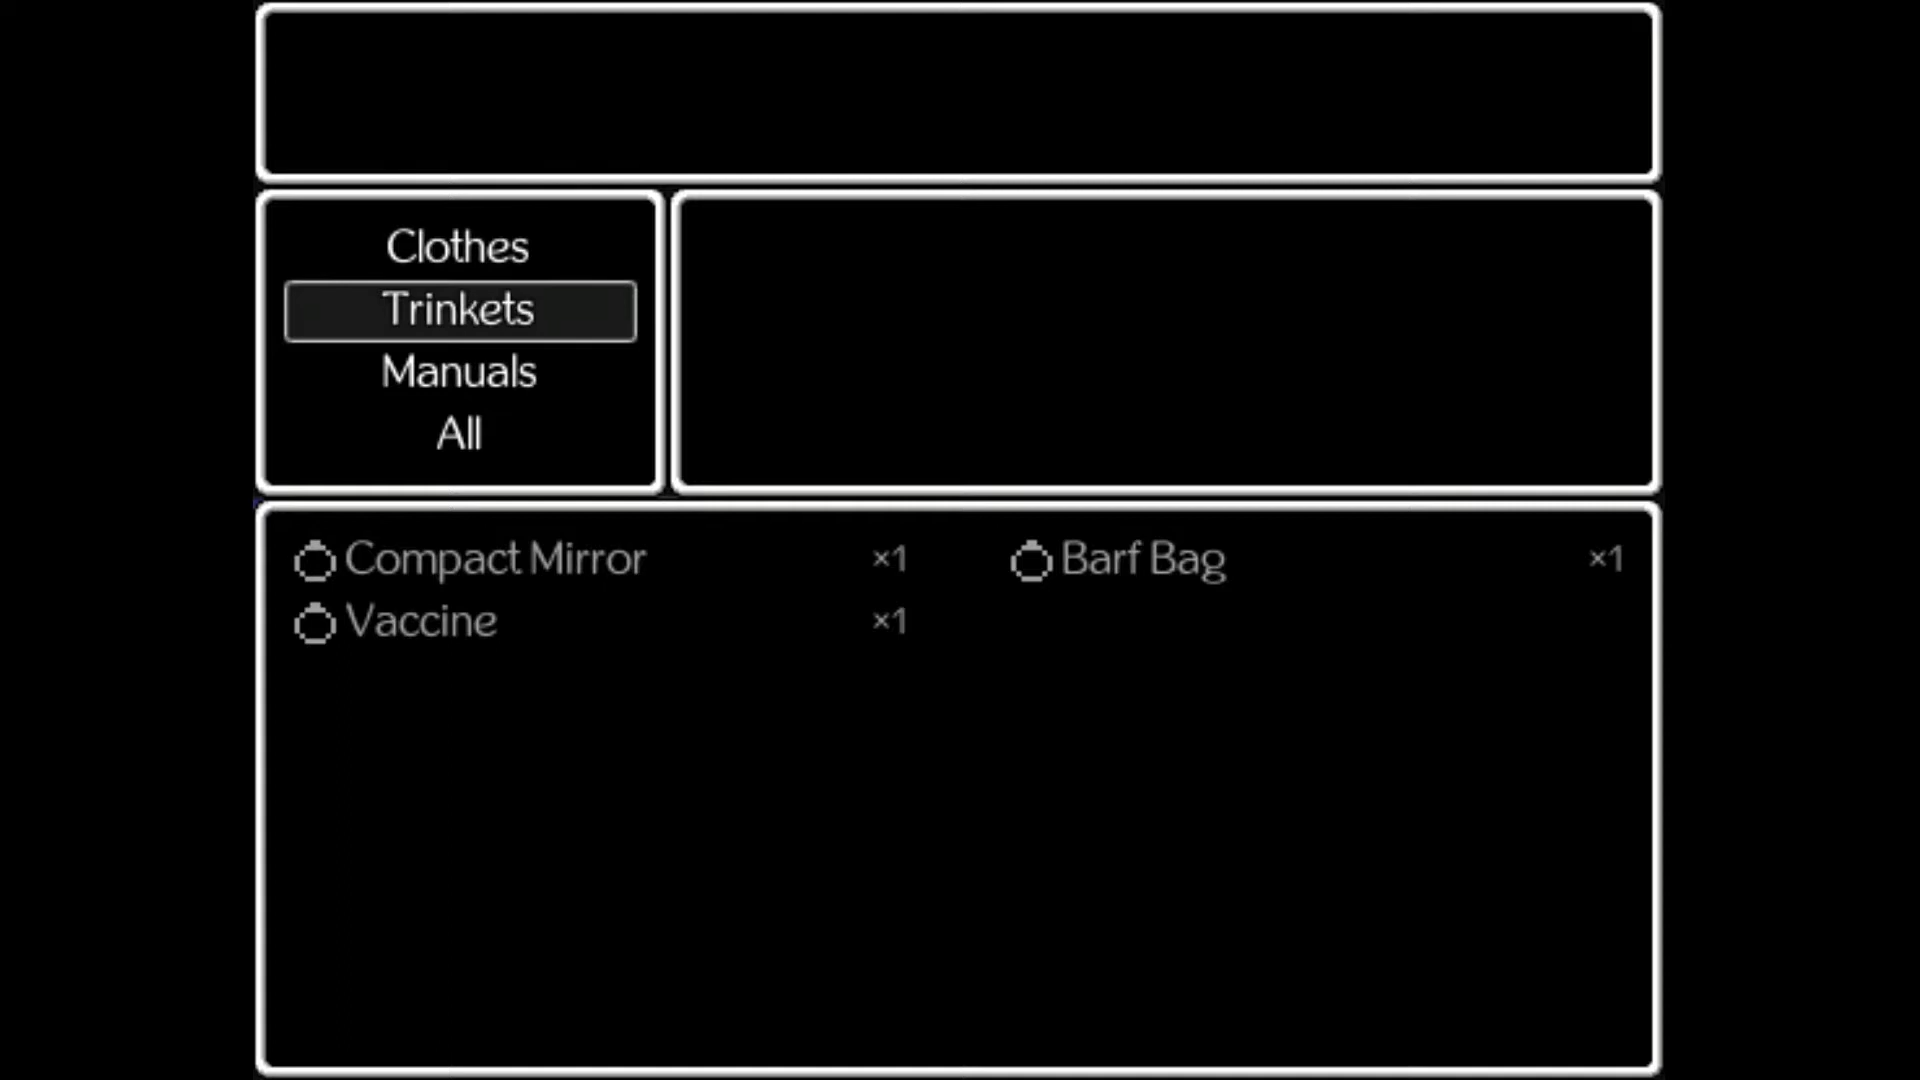 Clothes
Trinkets
Manuals
All
Compact Mirror ×1 Barf Bag ×1
Vaccine ×1